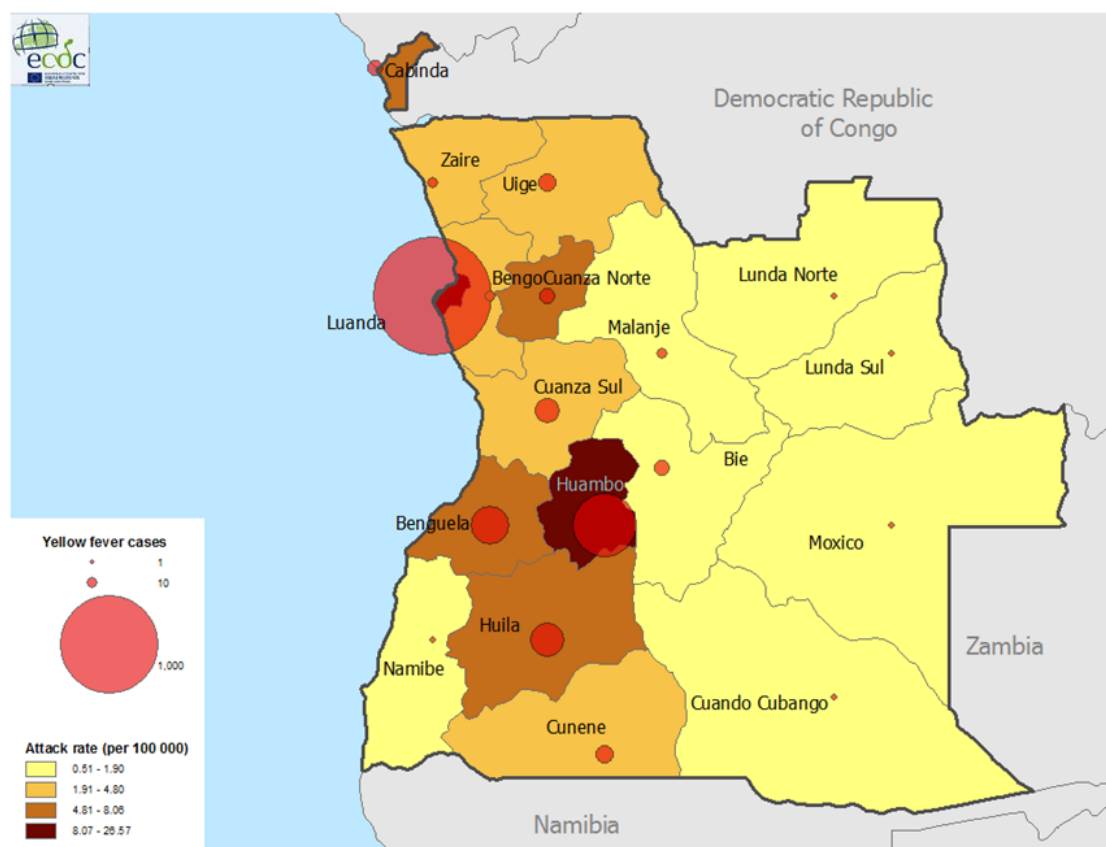 ecdc
Cabinda
Democratic Republic
of Congo
Zaire
Uige
BengoCuanza Norte
Lunda Norte
Luanda
Malanje
Lunda Sul
Cuanza Sul
Bie
Huambo
Benguela
Moxico
Huila
Zambia
Namibe
Cuando Cubango
Cunene
Namibia
Yellow fever cases
1
10
1,000
Attack rate (per 100 000)
0.51 - 1.90
1.91 - 4.80
4.81 - 8.06
8.07 - 26.57